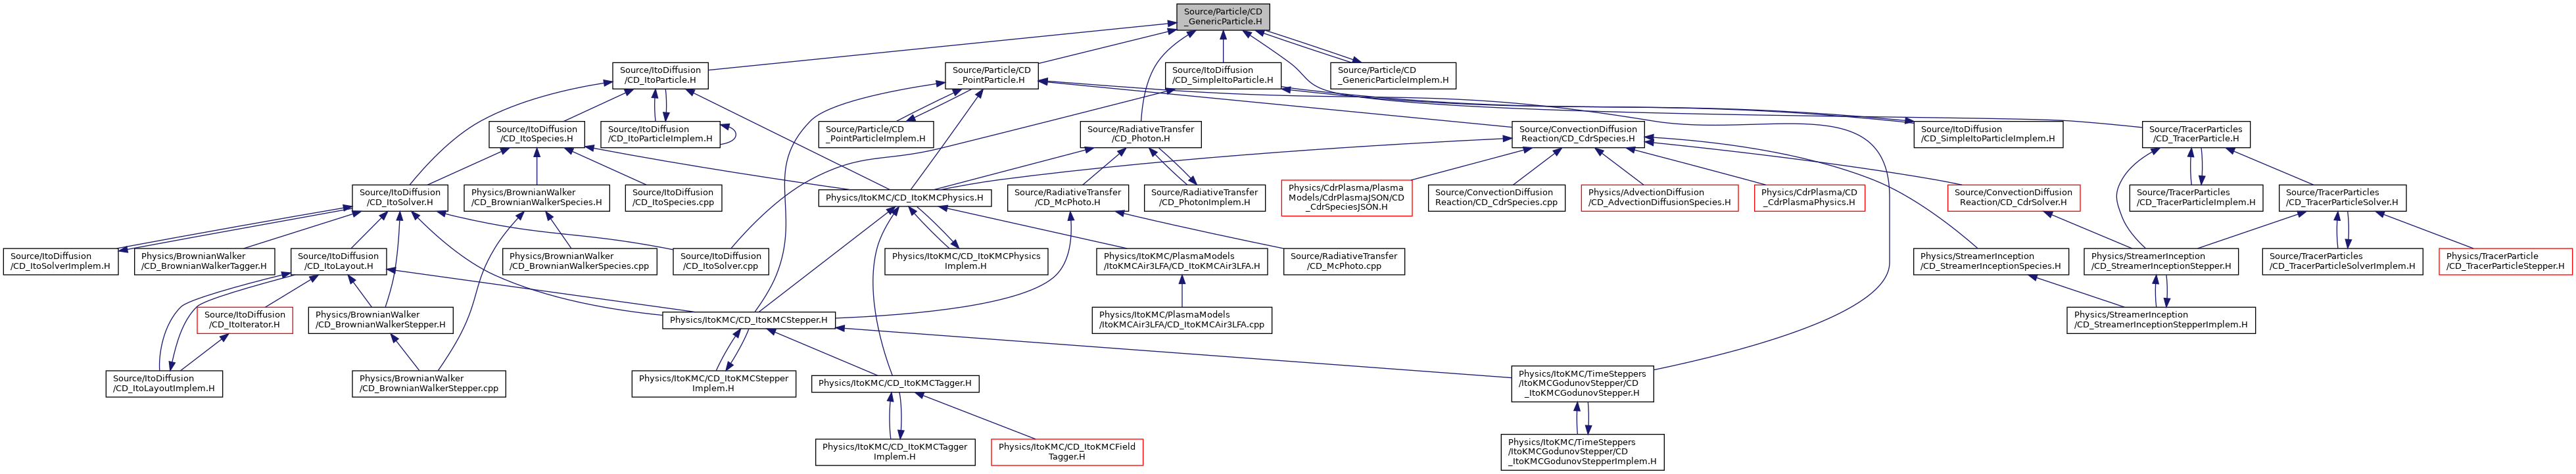 Source/Particle/CD
_GenericParticle.H
Source/ItoDiffusion
/CD_ItoParticle.H
Source/Particle/CD
_PointParticle.H
Source/ItoDiffusion
/CD_SimpleItoParticle.H
Source/Particle/CD
_GenericParticleImplem.H
Source/ItoDiffusion
/CD_ItoSpecies.H
Source/ItoDiffusion
/CD_ItoParticleImplem.H
Source/Particle/CD
_PointParticleImplem.H
Source/RadiativeTransfer
/CD_Photon.H
Source/ConvectionDiffusion
Reaction/CD_CdrSpecies.H
Source/ItoDiffusion
/CD_SimpleItoParticleImplem.H
Source/TracerParticles
/CD_TracerParticle.H
Source/ItoDiffusion
/CD_ItoSolver.H
Physics/BrownianWalker
/CD_BrownianWalkerSpecies.H
Source/ItoDiffusion
/CD_ItoSpecies.cpp
Physics/ItoKMC/CD_ItoKMCPhysics.H
Source/RadiativeTransfer
/CD_McPhoto.H
Source/RadiativeTransfer
/CD_PhotonImplem.H
Physics/CdrPlasma/Plasma
Models/CdrPlasmaJSON/CD
_CdrSpeciesJSON.H
Source/ConvectionDiffusion
Reaction/CD_CdrSpecies.cpp
Physics/AdvectionDiffusion
/CD_AdvectionDiffusionSpecies.H
Physics/CdrPlasma/CD
_CdrPlasmaPhysics.H
Source/ConvectionDiffusion
Reaction/CD_CdrSolver.H
Source/TracerParticles
/CD_TracerParticleImplem.H
Source/TracerParticles
/CD_TracerParticleSolver.H
Source/ItoDiffusion
/CD_ItoSolverImplem.H
Physics/BrownianWalker
/CD_BrownianWalkerTagger.H
Source/ItoDiffusion
/CD_ItoLayout.H
Physics/BrownianWalker
/CD_BrownianWalkerSpecies.cpp
Source/ItoDiffusion
/CD_ItoSolver.cpp
Physics/ItoKMC/CD_ItoKMCPhysics
Implem.H
Physics/ItoKMC/PlasmaModels
/ItoKMCAir3LFA/CD_ItoKMCAir3LFA.H
Source/RadiativeTransfer
/CD_McPhoto.cpp
Physics/StreamerInception
/CD_StreamerInceptionSpecies.H
Physics/StreamerInception
/CD_StreamerInceptionStepper.H
Source/TracerParticles
/CD_TracerParticleSolverImplem.H
Physics/TracerParticle
/CD_TracerParticleStepper.H
Source/ItoDiffusion
/CD_ItoIterator.H
Physics/BrownianWalker
/CD_BrownianWalkerStepper.H
Physics/ItoKMC/CD_ItoKMCStepper.H
Physics/ItoKMC/PlasmaModels
/ItoKMCAir3LFA/CD_ItoKMCAir3LFA.cpp
Physics/StreamerInception
/CD_StreamerInceptionStepperImplem.H
Source/ItoDiffusion
/CD_ItoLayoutImplem.H
Physics/BrownianWalker
/CD_BrownianWalkerStepper.cpp
Physics/ItoKMC/CD_ItoKMCStepper
Implem.H
Physics/ItoKMC/CD_ItoKMCTagger.H
Physics/ItoKMC/TimeSteppers
/ItoKMCGodunovStepper/CD
_ItoKMCGodunovStepper.H
Physics/ItoKMC/CD_ItoKMCTagger
Implem.H
Physics/ItoKMC/CD_ItoKMCField
Tagger.H
Physics/ItoKMC/TimeSteppers
/ItoKMCGodunovStepper/CD
_ItoKMCGodunovStepperImplem.H